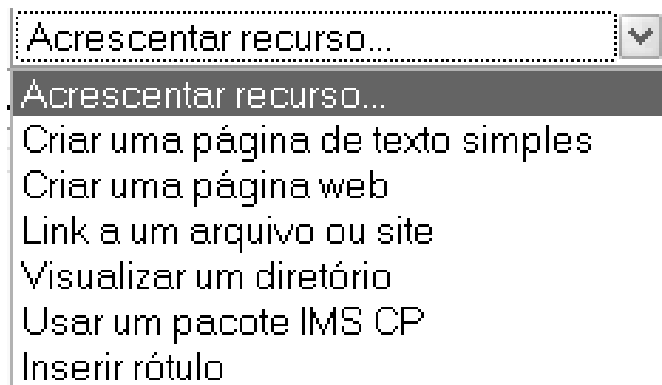 Acrescentar recurso...
Acrescentar recurso...
Criar uma página de texto simples
Criar uma página web
Link a um arquivo ou site
Visualizar um diretório
Usar um pacote IMS CP
Inserir rótulo